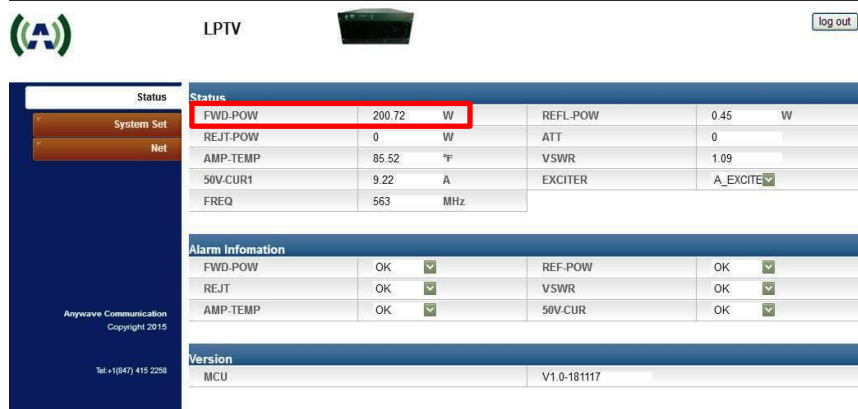 LPTV
log out
Status
System Set
Net
Status
FWD-POW 200.72 W REFL-POW 0.45 W
REJT-POW 0 W ATT 0
AMP-TEMP 85.52 °F VSWR 1.09
50V-CUR1 9.22 A EXCITER A_EXCITE
FREQ 563 MHz
Alarm Infomation
FWD-POW OK REF-POW OK
REJT OK VSWR OK
AMP-TEMP OK 50V-CUR OK
Anywave Communication
Copyright 2015
Tel:+1(847) 415 2258
Version
MCU V1.0-181117